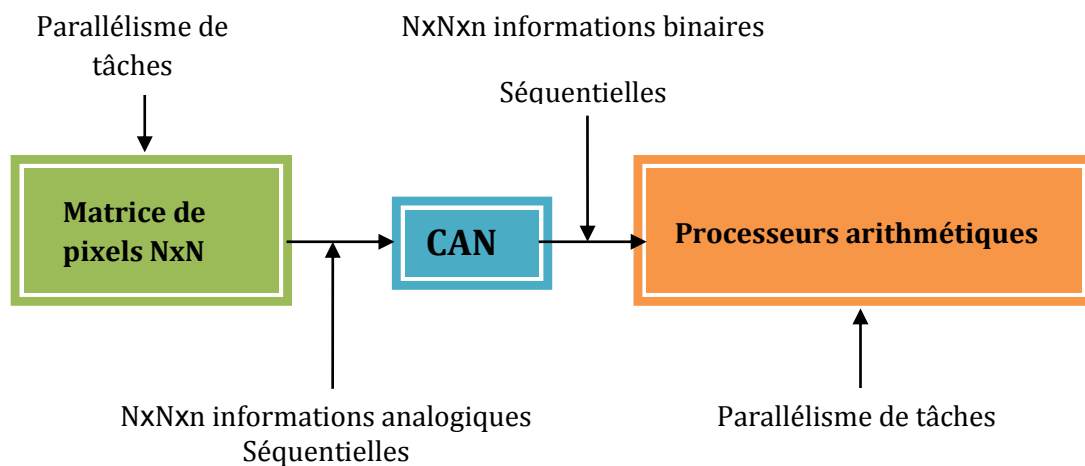 Parallélisme de
tâches
NxNxn informations binaires
Séquentielles
Matrice de
pixels NxN
CAN
Processeurs arithmétiques
NxNxn informations analogiques
Séquentielles
Parallélisme de tâches